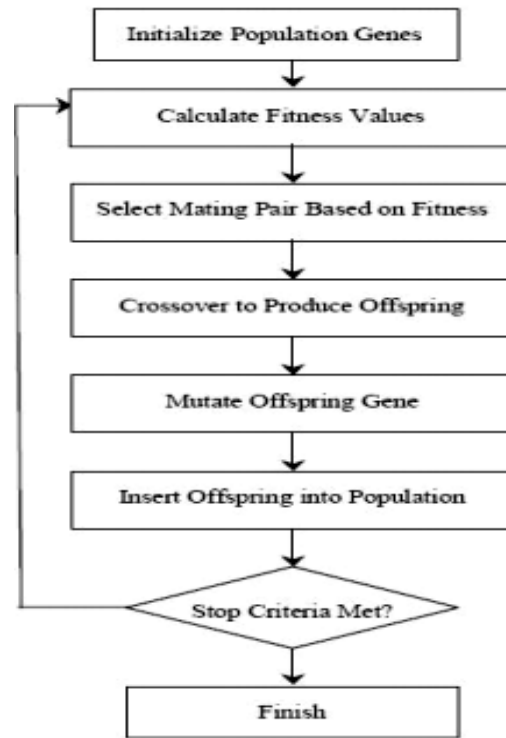 Initialize Population Genes
Calculate Fitness Values
Select Mating Pair Based on Fitness
Crossover to Produce Offspring
Mutate Offspring Gene
Insert Offspring into Population
Stop Criteria Met?
Finish